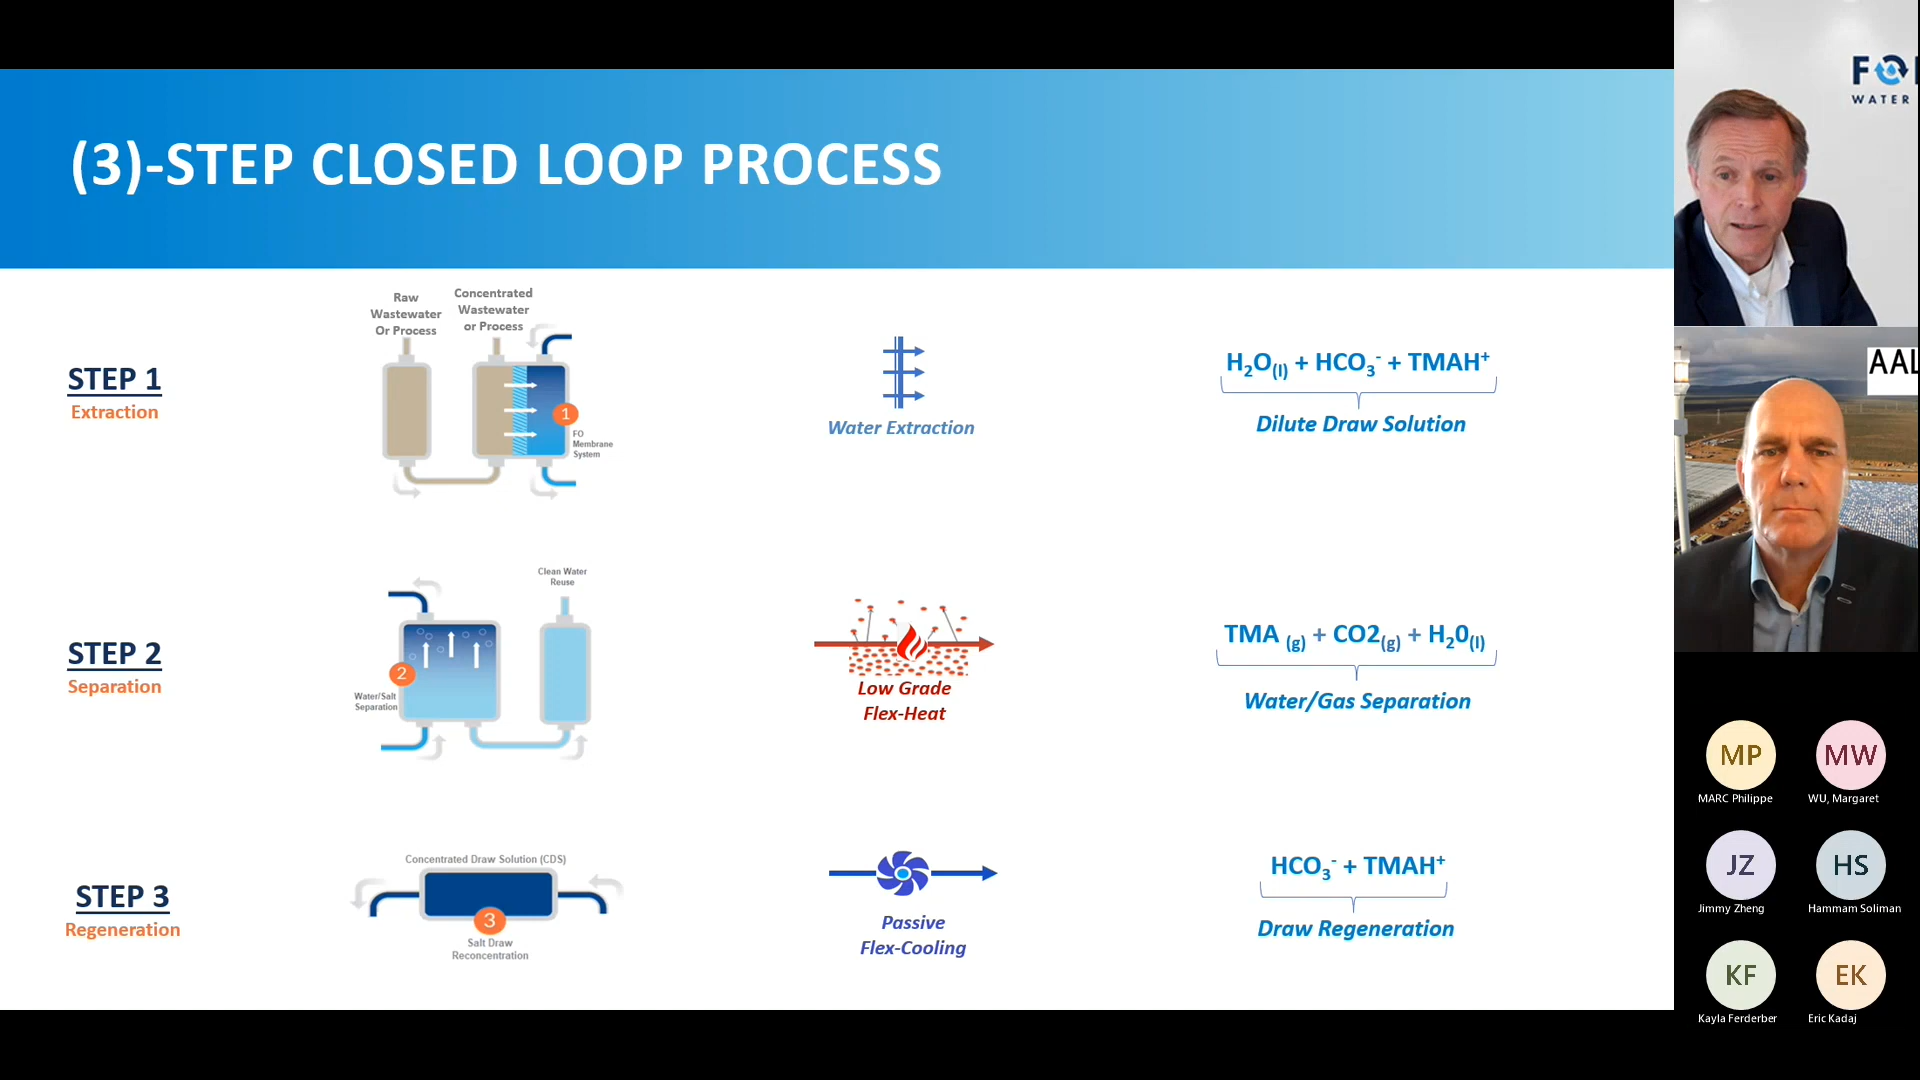 (3)-STEP CLOSED LOOP PROCESS
STEP 1
Extraction
Raw
Wastewater
Or Process
Concentrated
Wastewater
or Process
1
FO
Membrane
System
Water Extraction
H₂O₍ₗ₎ + HCO₃⁻ + TMAH⁺
Dilute Draw Solution
STEP 2
Separation
Clean Water
Reuse
2
Water/Salt
Separation
Low Grade
Flex-Heat
TMA (g) + CO2(g) + H₂0(l)
Water/Gas Separation
STEP 3
Regeneration
Concentrated Draw Solution (CDS)
3
Salt Draw
Reconcentration
Passive
Flex-Cooling
HCO₃⁻ + TMAH⁺
Draw Regeneration
WATER
AAL
MP
MARC Philippe
MW
WU, Margaret
JZ
Jimmy Zheng
HS
Hammam Soliman
KF
Kayla Ferderber
EK
Eric Kadaj